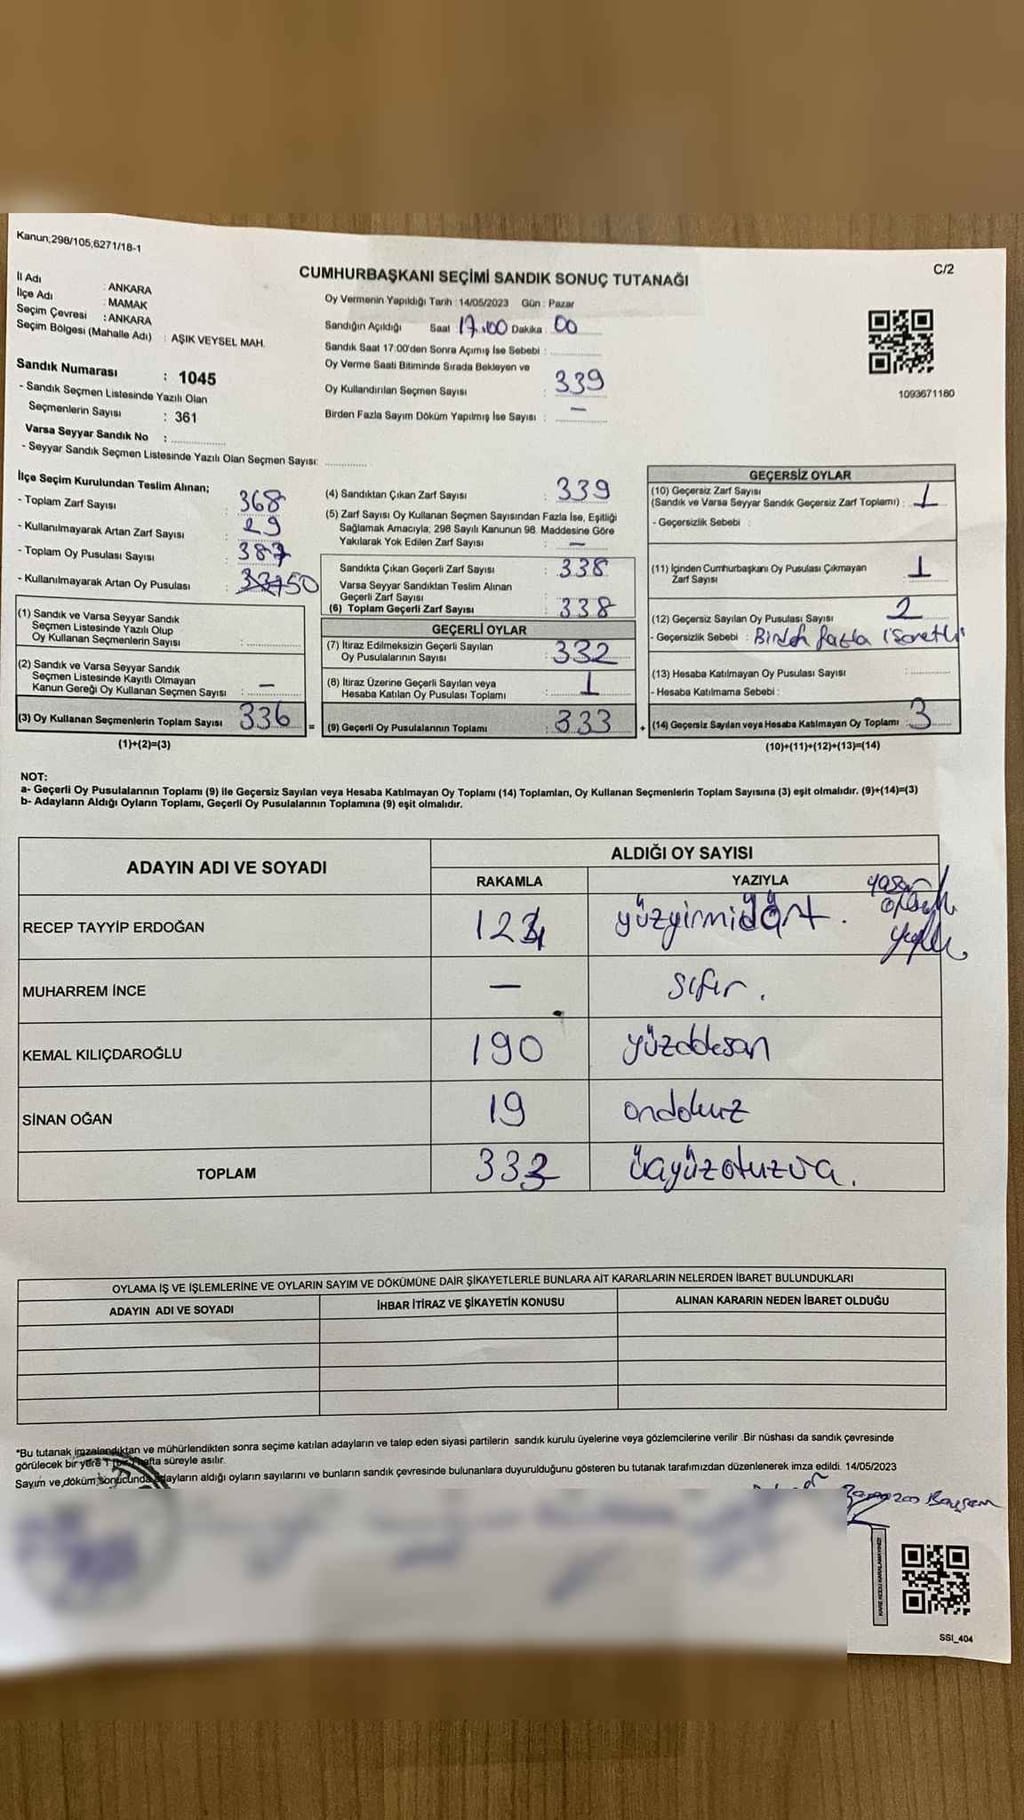 Kanun;298/105,6271/18-1
C/2
CUMHURBAŞKANI SEÇİMİ SANDIK SONUÇ TUTANAĞI
İl Adı : ANKARA
İlçe Adı : MAMAK
Seçim Çevresi : ANKARA
Seçim Bölgesi (Mahalle Adı) : AŞIK VEYSEL MAH.
Sandık Numarası : 1045
- Sandık Seçmen Listesinde Yazılı Olan
Seçmenlerin Sayısı : 361
Varsa Seyyar Sandık No :
- Seyyar Sandık Seçmen Listesinde Yazılı Olan Seçmen Sayısı:
Oy Vermenin Yapıldığı Tarih : 14/05/2023 Gün : Pazar
Sandığın Açıldığı Saat 17.00 Dakika : 00
Sandık Saat 17:00'den Sonra Açımış İse Sebebi :
Oy Verme Saati Bitiminde Sırada Bekleyen ve
Oy Kullandırılan Seçmen Sayısı : 339
Birden Fazla Sayım Döküm Yapılmış İse Sayısı : —
1093671180
İlçe Seçim Kurulundan Teslim Alınan;
- Toplam Zarf Sayısı : 368
- Kullanılmayarak Artan Zarf Sayısı : 29
- Toplam Oy Pusulası Sayısı : 387
- Kullanılmayarak Artan Oy Pusulası : 50
(1) Sandık ve Varsa Seyyar Sandık
Seçmen Listesinde Yazılı Olup
Oy Kullanan Seçmenlerin Sayısı :
(2) Sandık ve Varsa Seyyar Sandık
Seçmen Listesinde Kayıtlı Olmayan
Kanun Gereği Oy Kullanan Seçmen Sayısı : —
(3) Oy Kullanan Seçmenlerin Toplam Sayısı 336 =
(1)+(2)=(3)
(4) Sandıktan Çıkan Zarf Sayısı : 339
(5) Zarf Sayısı Oy Kullanan Seçmen Sayısından Fazla İse, Eşitliği
Sağlamak Amacıyla; 298 Sayılı Kanunun 98. Maddesine Göre
Yakılarak Yok Edilen Zarf Sayısı : —
Sandıkta Çıkan Geçerli Zarf Sayısı : 338
Varsa Seyyar Sandıktan Teslim Alınan
Geçerli Zarf Sayısı :
(6) Toplam Geçerli Zarf Sayısı : 338
GEÇERLİ OYLAR
(7) İtiraz Edilmeksizin Geçerli Sayılan
Oy Pusulalarının Sayısı : 332
(8) İtiraz Üzerine Geçerli Sayılan veya
Hesaba Katılan Oy Pusulası Toplamı : 1
(9) Geçerli Oy Pusulalarının Toplamı : 333 +
GEÇERSİZ OYLAR
(10) Geçersiz Zarf Sayısı
(Sandık ve Varsa Seyyar Sandık Geçersiz Zarf Toplamı) : 1
- Geçersizlik Sebebi :
(11) İçinden Cumhurbaşkanı Oy Pusulası Çıkmayan
Zarf Sayısı : 1
(12) Geçersiz Sayılan Oy Pusulası Sayısı : 2
- Geçersizlik Sebebi : Birden fazla işaretli
(13) Hesaba Katılmayan Oy Pusulası Sayısı :
- Hesaba Katılmama Sebebi :
(14) Geçersiz Sayılan veya Hesaba Katılmayan Oy Toplamı : 3
(10)+(11)+(12)+(13)=(14)
NOT:
a- Geçerli Oy Pusulalarının Toplamı (9) ile Geçersiz Sayılan veya Hesaba Katılmayan Oy Toplamı (14) Toplamları, Oy Kullanan Seçmenlerin Toplam Sayısına (3) eşit olmalıdır. (9)+(14)=(3)
b- Adayların Aldığı Oyların Toplamı, Geçerli Oy Pusulalarının Toplamına (9) eşit olmalıdır.
ADAYIN ADI VE SOYADI ALDIĞI OY SAYISI
RAKAMLA YAZIYLA
RECEP TAYYİP ERDOĞAN 124 yüzyirmidört.
MUHARREM İNCE — sıfır.
KEMAL KILIÇDAROĞLU 190 yüzdoksan
SİNAN OĞAN 19 ondokuz
TOPLAM 333 üçyüzotuzüç.
OYLAMA İŞ VE İŞLEMLERİNE VE OYLARIN SAYIM VE DÖKÜMÜNE DAİR ŞİKAYETLERLE BUNLARA AİT KARARLARIN NELERDEN İBARET BULUNDUKLARI
ADAYIN ADI VE SOYADI İHBAR İTİRAZ VE ŞİKAYETİN KONUSU ALINAN KARARIN NEDEN İBARET OLDUĞU
*Bu tutanak imzalandıktan ve mühürlendikten sonra seçime katılan adayların ve talep eden siyasi partilerin sandık kurulu üyelerine veya gözlemcilerine verilir .Bir nüshası da sandık çevresinde
görülecek bir yere 1 (bir) hafta süreyle asılır.
Sayım ve döküm sonucunda adayların aldığı oyların sayılarını ve bunların sandık çevresinde bulunanlara duyurulduğunu gösteren bu tutanak tarafımızdan düzenlenerek imza edildi. 14/05/2023
SSI_404